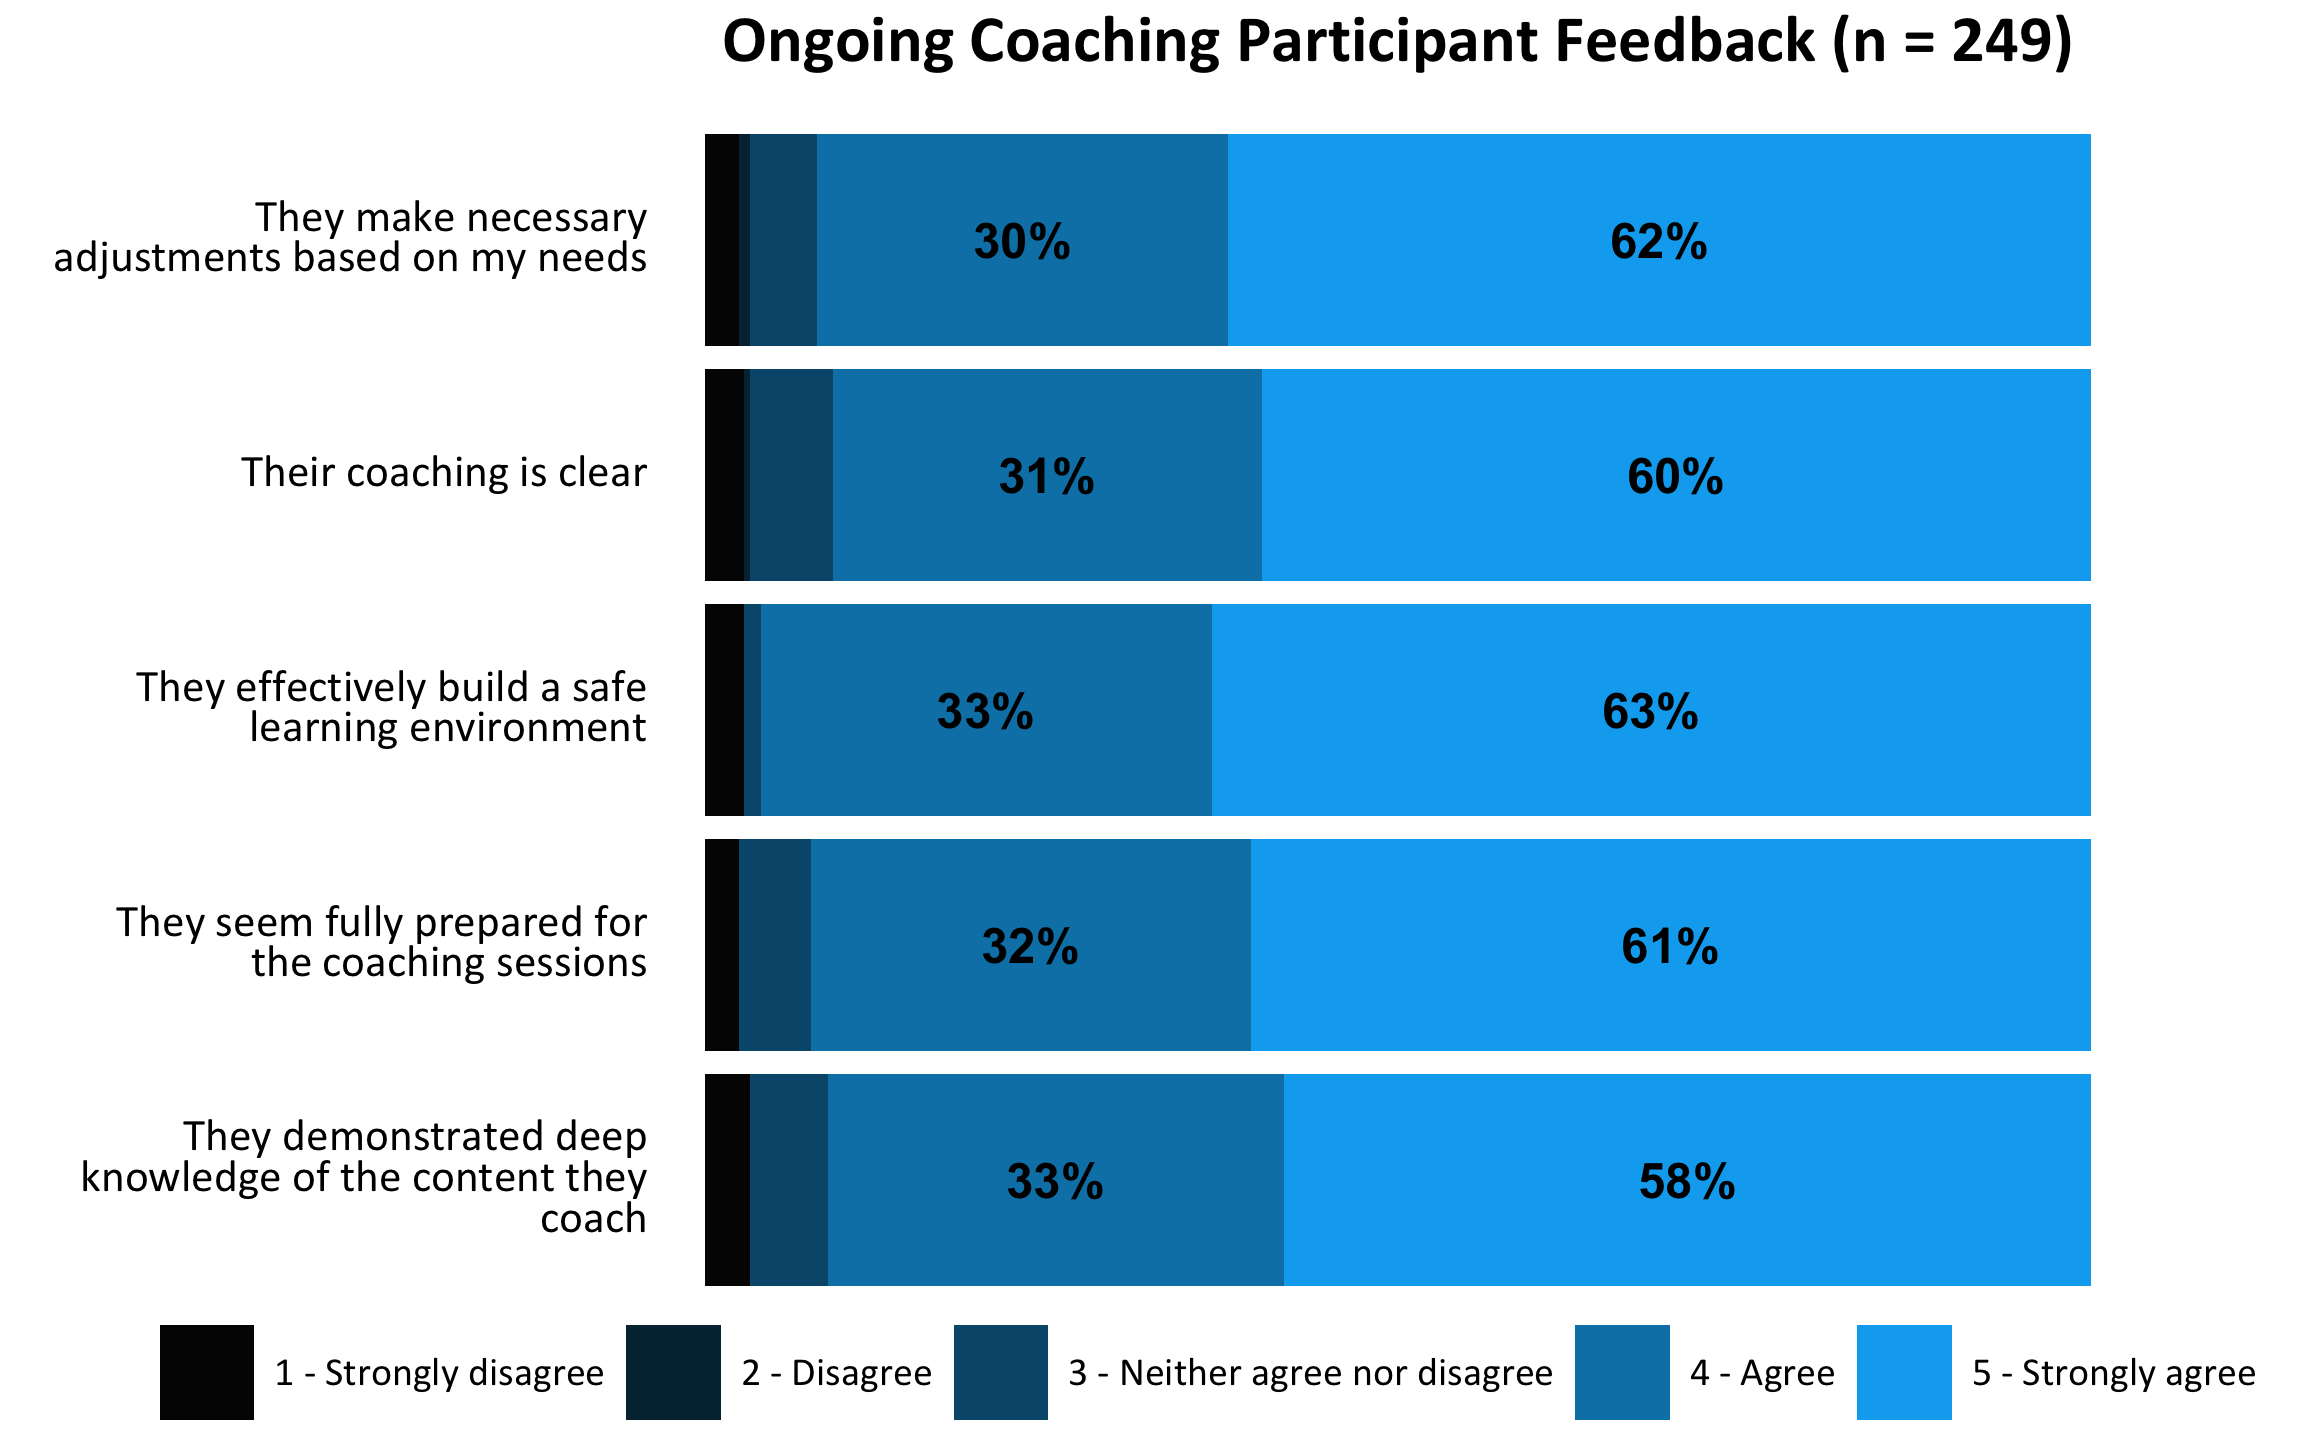 Ongoing Coaching Participant Feedback (n = 249)
They make necessary
adjustments based on my needs
30%
62%
Their coaching is clear
31%
60%
They effectively build a safe
learning environment
33%
63%
They seem fully prepared for
the coaching sessions
32%
61%
They demonstrated deep
knowledge of the content they
coach
33%
58%
1 - Strongly disagree
2 - Disagree
3 - Neither agree nor disagree
4 - Agree
5 - Strongly agree